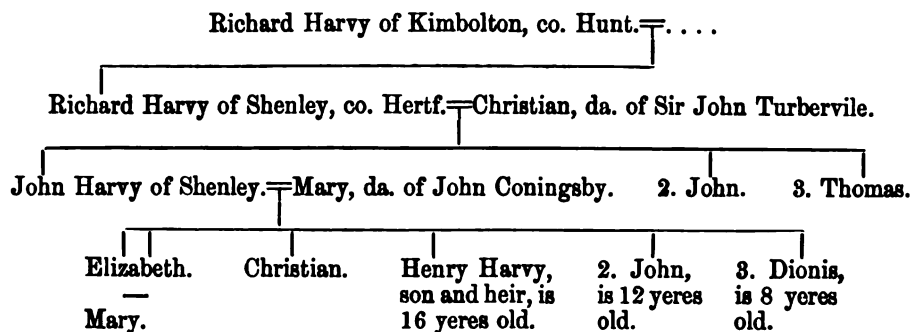 Richard Harvy of Kimbolton, co. Hunt.=....
Richard Harvy of Shenley, co. Hertf.=Christian, da. of Sir John Turbervile.
John Harvy of Shenley.=Mary, da. of John Coningsby. 2. John. 3. Thomas.
Elizabeth. Christian. Henry Harvy, 2. John, 3. Dionis,
son and heir, is is 12 yeres is 8 yeres
Mary. 16 yeres old. old. old.